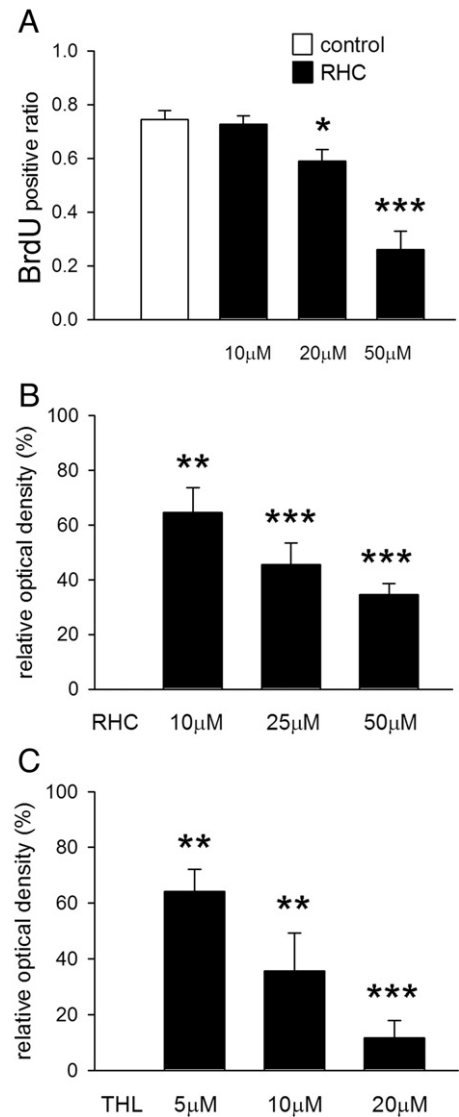 A
control
RHC
BrdU positive ratio
1.0
0.8
0.6
0.4
0.2
0.0
*
***
10μM 20μM 50μM
B
relative optical density (%)
100
80
60
40
20
0
**
***
***
RHC 10μM 25μM 50μM
C
relative optical density (%)
100
80
60
40
20
0
**
**
***
THL 5μM 10μM 20μM